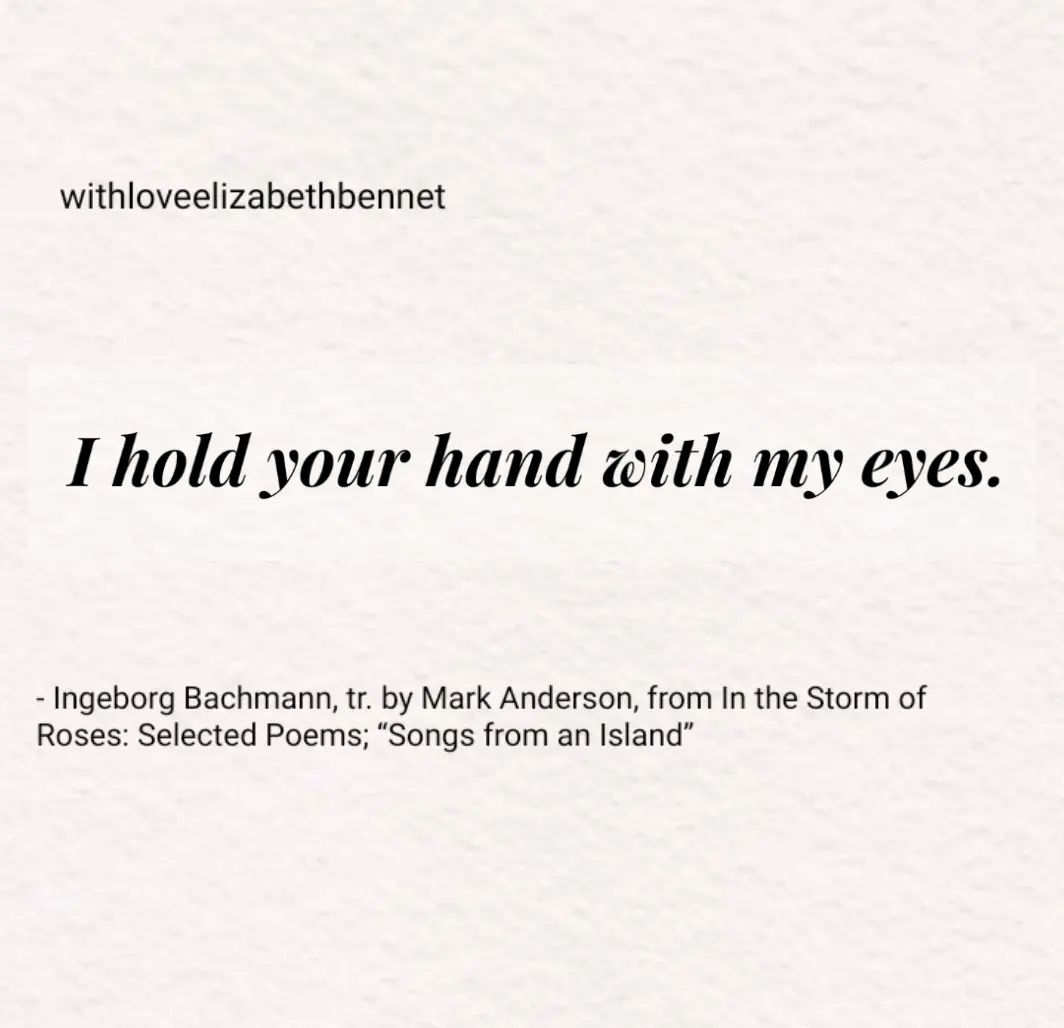 withloveelizabethbennet
I hold your hand with my eyes.
- Ingeborg Bachmann, tr. by Mark Anderson, from In the Storm of
Roses: Selected Poems; “Songs from an Island”